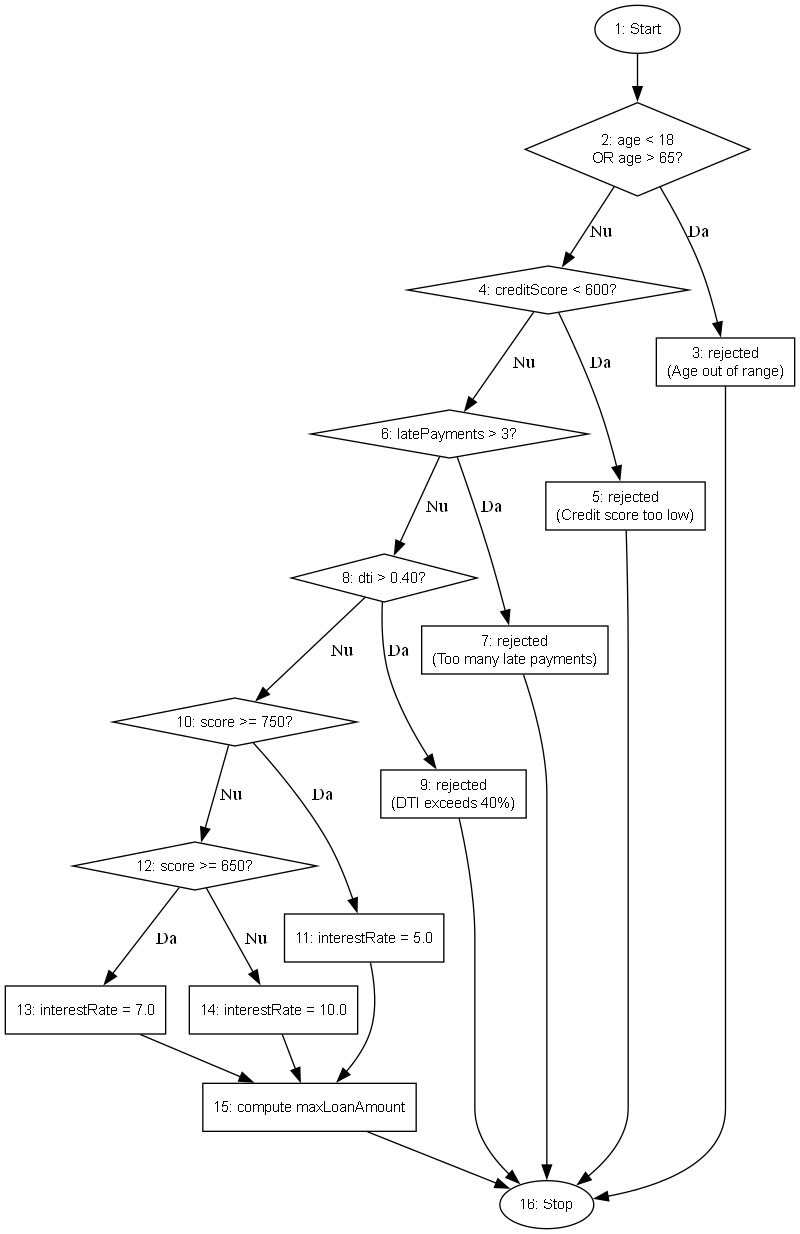 1: Start
2: age < 18
OR age > 65?
Nu
Da
4: creditScore < 600?
3: rejected
(Age out of range)
Nu
Da
6: latePayments > 3?
5: rejected
(Credit score too low)
Nu
Da
8: dti > 0.40?
7: rejected
(Too many late payments)
Nu
Da
10: score >= 750?
9: rejected
(DTI exceeds 40%)
Nu
Da
12: score >= 650?
11: interestRate = 5.0
Da
Nu
13: interestRate = 7.0
14: interestRate = 10.0
15: compute maxLoanAmount
16: Stop